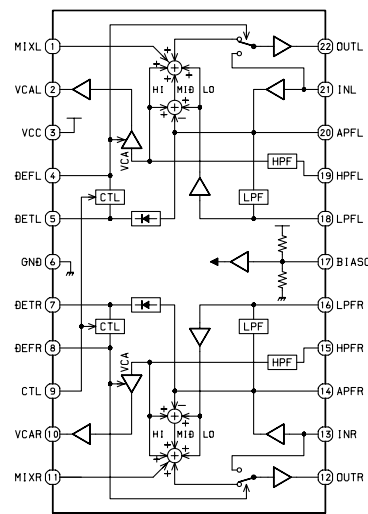 MIXL 1 22 OUTL
VCAL 2 21 INL
HI MID LO
VCC 3 20 APFL
VCA
HPF 19 HPFL
DEFL 4
CTL LPF
DETL 5 18 LPFL
GND 6 17 BIASC
DETR 7 16 LPFR
CTL LPF
DEFR 8 15 HPFR
VCA HPF
CTL 9 14 APFR
HI MID LO
VCAR 10 13 INR
MIXR 11 12 OUTR